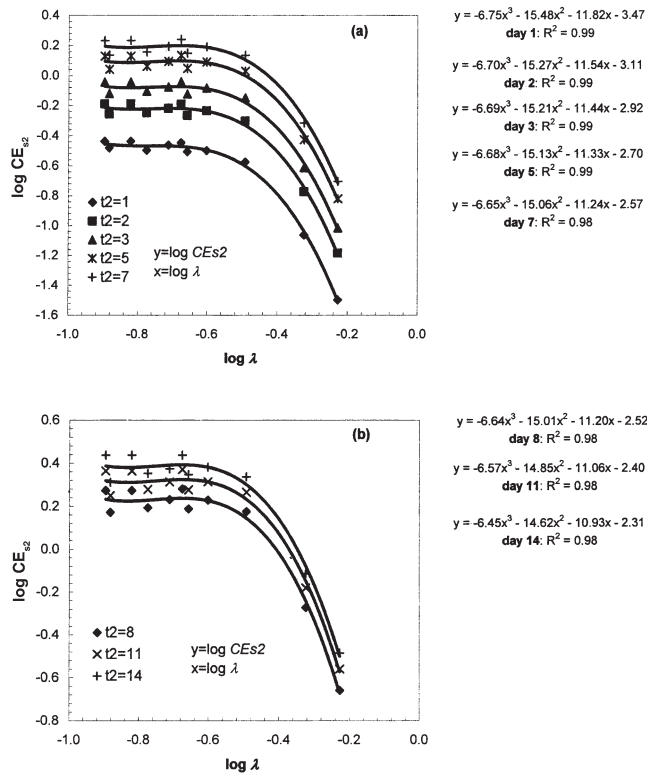 (a)
0.4
0.2
0.0
-0.2
-0.4
-0.6
-0.8
-1.0
-1.2
-1.4
-1.6
log CEs2
t2=1
t2=2
t2=3
t2=5
t2=7
y=log CEs2
x=log λ
-1.0 -0.8 -0.6 -0.4 -0.2 0.0
log λ
y = -6.75x³ - 15.48x² - 11.82x - 3.47
day 1: R² = 0.99
y = -6.70x³ - 15.27x² - 11.54x - 3.11
day 2: R² = 0.99
y = -6.69x³ - 15.21x² - 11.44x - 2.92
day 3: R² = 0.99
y = -6.68x³ - 15.13x² - 11.33x - 2.70
day 5: R² = 0.99
y = -6.65x³ - 15.06x² - 11.24x - 2.57
day 7: R² = 0.98
(b)
0.6
0.4
0.2
0.0
-0.2
-0.4
-0.6
-0.8
log CEs2
t2=8
t2=11
t2=14
y=log CEs2
x=log λ
-1.0 -0.8 -0.6 -0.4 -0.2 0.0
log λ
y = -6.64x³ - 15.01x² - 11.20x - 2.52
day 8: R² = 0.98
y = -6.57x³ - 14.85x² - 11.06x - 2.40
day 11: R² = 0.98
y = -6.45x³ - 14.62x² - 10.93x - 2.31
day 14: R² = 0.98